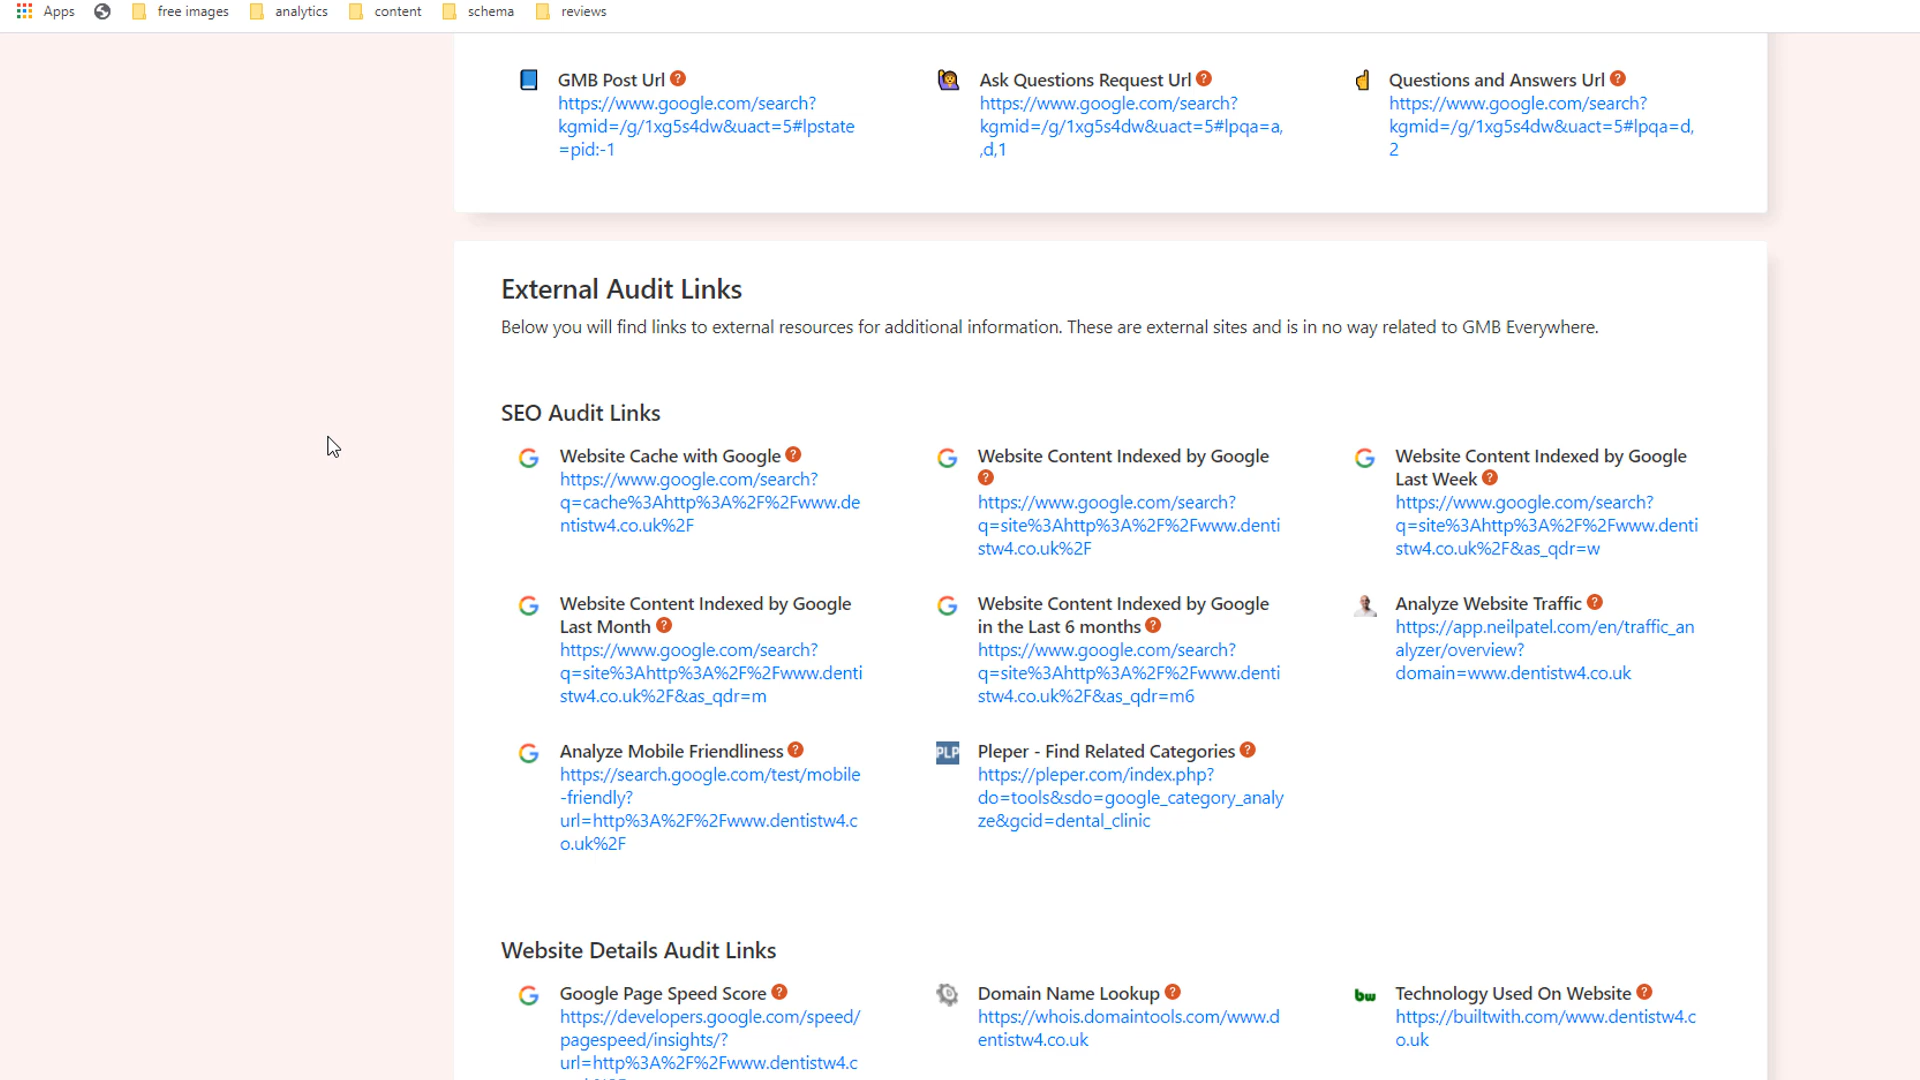 Apps
free images
analytics
content
schema
reviews
GMB Post Url ?
https://www.google.com/search?
kgmid=/g/1xg5s4dw&uact=5#lpstate
=pid:-1
Ask Questions Request Url ?
https://www.google.com/search?
kgmid=/g/1xg5s4dw&uact=5#lpqa=a,
,d,1
Questions and Answers Url ?
https://www.google.com/search?
kgmid=/g/1xg5s4dw&uact=5#lpqa=d,
2
External Audit Links
Below you will find links to external resources for additional information. These are external sites and is in no way related to GMB Everywhere.
SEO Audit Links
Website Cache with Google ?
https://www.google.com/search?
q=cache%3Ahttp%3A%2F%2Fwww.de
ntistw4.co.uk%2F
Website Content Indexed by Google
?
https://www.google.com/search?
q=site%3Ahttp%3A%2F%2Fwww.denti
stw4.co.uk%2F
Website Content Indexed by Google
Last Week ?
https://www.google.com/search?
q=site%3Ahttp%3A%2F%2Fwww.denti
stw4.co.uk%2F&as_qdr=w
Website Content Indexed by Google
Last Month ?
https://www.google.com/search?
q=site%3Ahttp%3A%2F%2Fwww.denti
stw4.co.uk%2F&as_qdr=m
Website Content Indexed by Google
in the Last 6 months ?
https://www.google.com/search?
q=site%3Ahttp%3A%2F%2Fwww.denti
stw4.co.uk%2F&as_qdr=m6
Analyze Website Traffic ?
https://app.neilpatel.com/en/traffic_an
alyzer/overview?
domain=www.dentistw4.co.uk
Analyze Mobile Friendliness ?
https://search.google.com/test/mobile
-friendly?
url=http%3A%2F%2Fwww.dentistw4.c
o.uk%2F
PLP
Pleper - Find Related Categories ?
https://pleper.com/index.php?
do=tools&sdo=google_category_analy
ze&gcid=dental_clinic
Website Details Audit Links
Google Page Speed Score ?
https://developers.google.com/speed/
pagespeed/insights/?
url=http%3A%2F%2Fwww.dentistw4.c
Domain Name Lookup ?
https://whois.domaintools.com/www.d
entistw4.co.uk
bw
Technology Used On Website ?
https://builtwith.com/www.dentistw4.c
o.uk